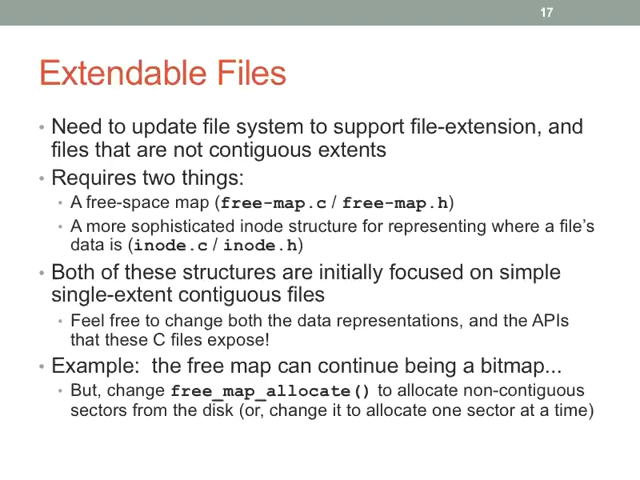 17
Extendable Files
• Need to update file system to support file-extension, and
files that are not contiguous extents
• Requires two things:
• A free-space map (free-map.c / free-map.h)
• A more sophisticated inode structure for representing where a file’s
data is (inode.c / inode.h)
• Both of these structures are initially focused on simple
single-extent contiguous files
• Feel free to change both the data representations, and the APIs
that these C files expose!
• Example:  the free map can continue being a bitmap...
• But, change free_map_allocate() to allocate non-contiguous
sectors from the disk (or, change it to allocate one sector at a time)